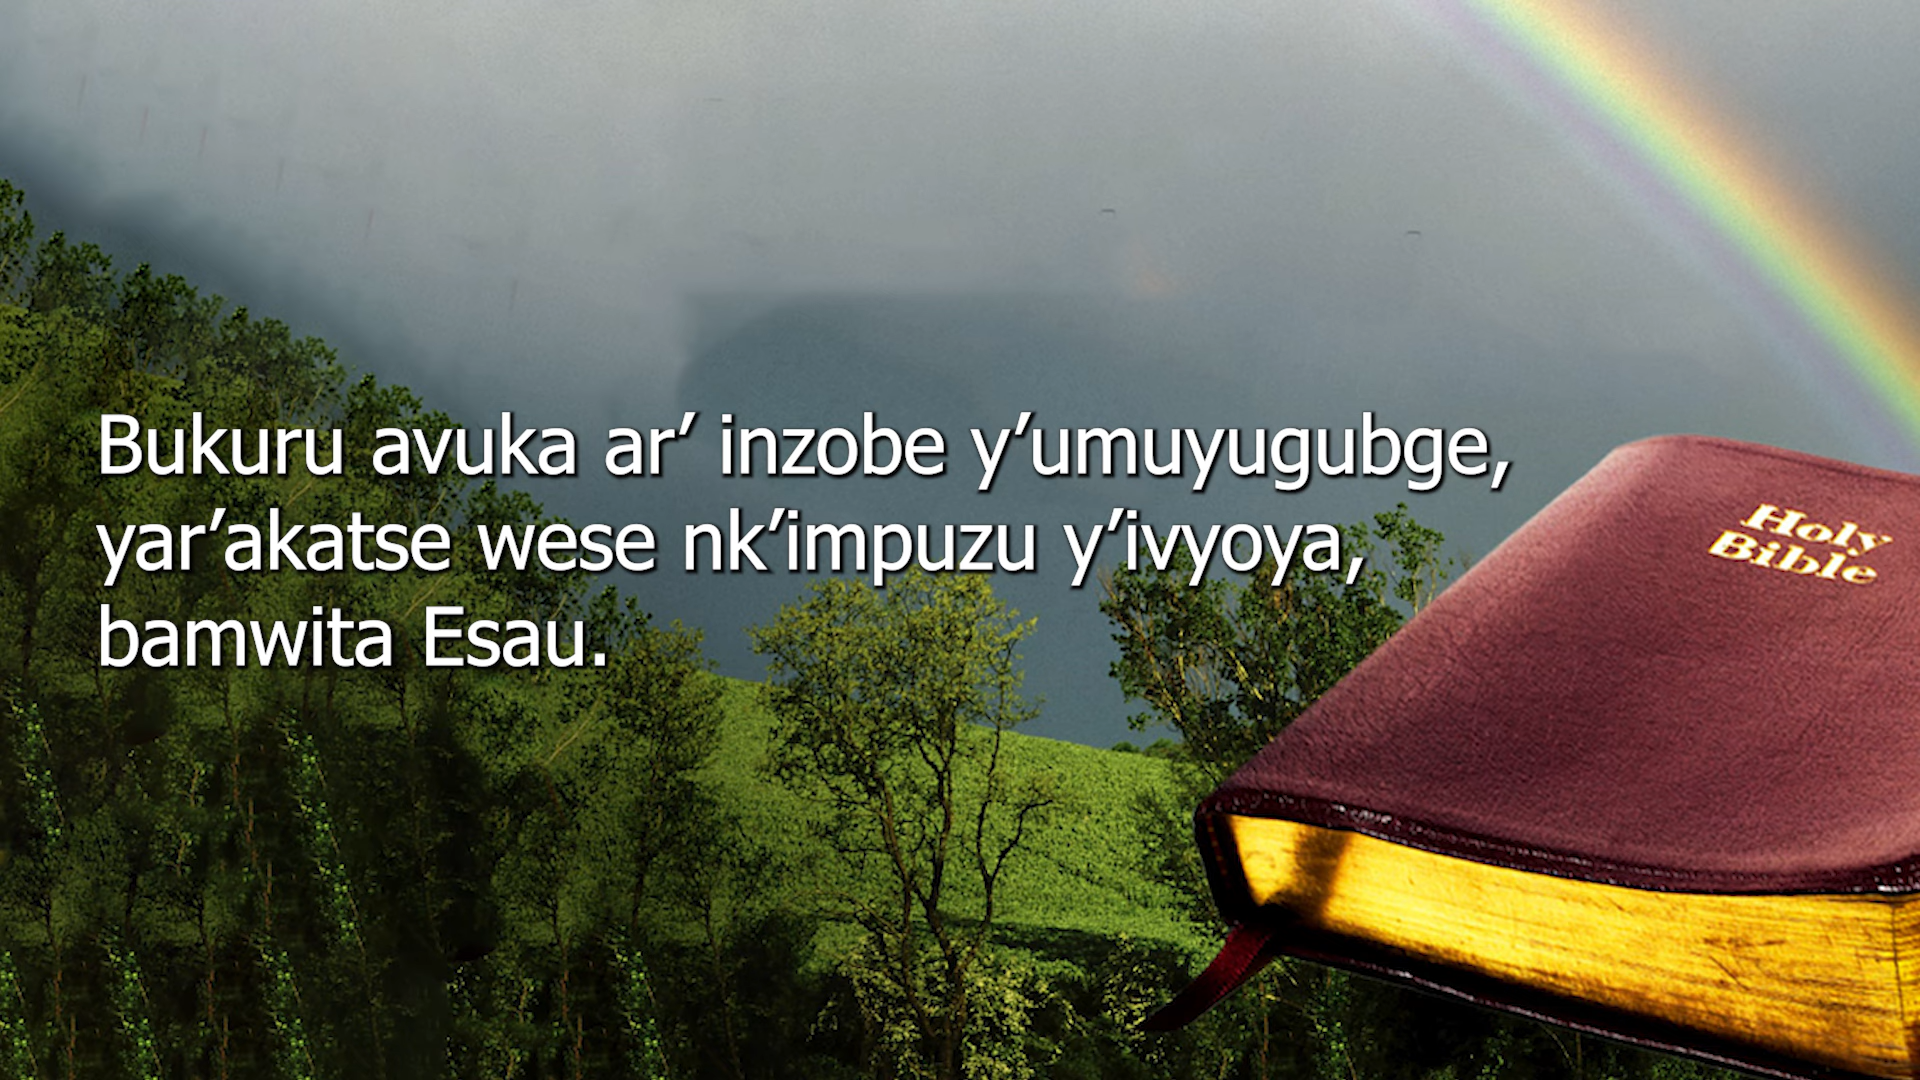 Bukuru avuka ar’ inzobe y’umuyugubge,
yar’akatse wese nk’impuzu y’ivyoya,
bamwita Esau.
Holy
Bible